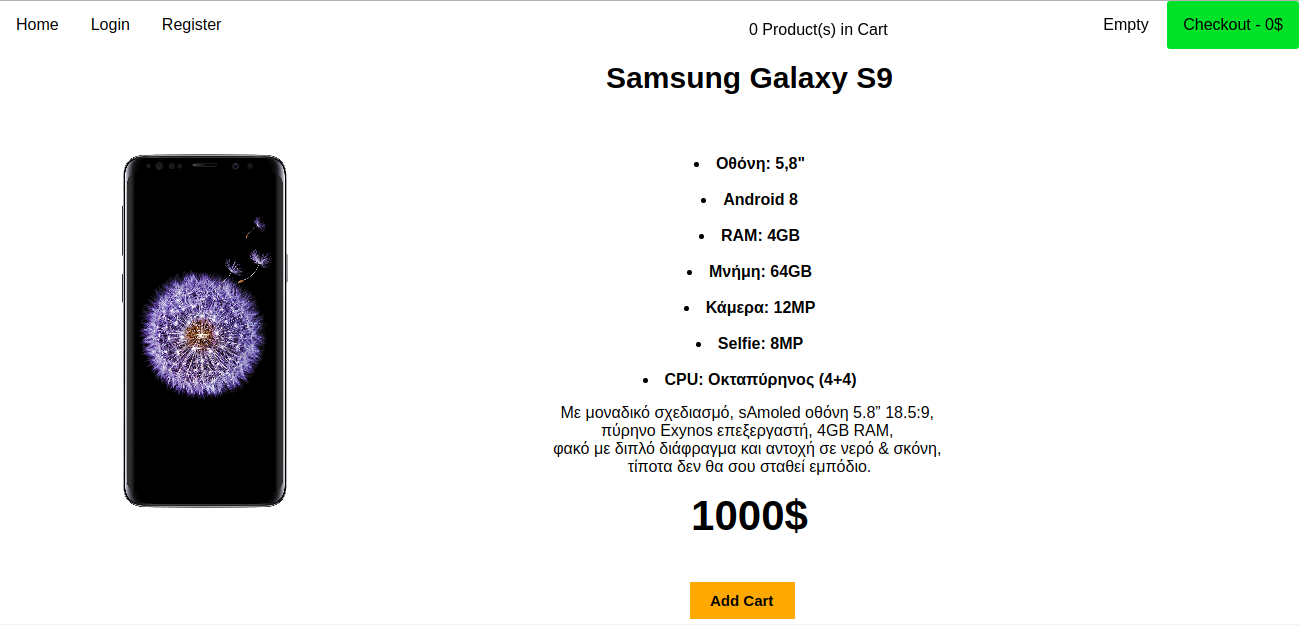 Home Login Register 0 Product(s) in Cart Empty Checkout - 0$
Samsung Galaxy S9
• Οθόνη: 5,8"
• Android 8
• RAM: 4GB
• Μνήμη: 64GB
• Κάμερα: 12MP
• Selfie: 8MP
• CPU: Οκταπύρηνος (4+4)
Με μοναδικό σχεδιασμό, sAmoled οθόνη 5.8” 18.5:9,
πύρηνο Exynos επεξεργαστή, 4GB RAM,
φακό με διπλό διάφραγμα και αντοχή σε νερό & σκόνη,
τίποτα δεν θα σου σταθεί εμπόδιο.
1000$
Add Cart